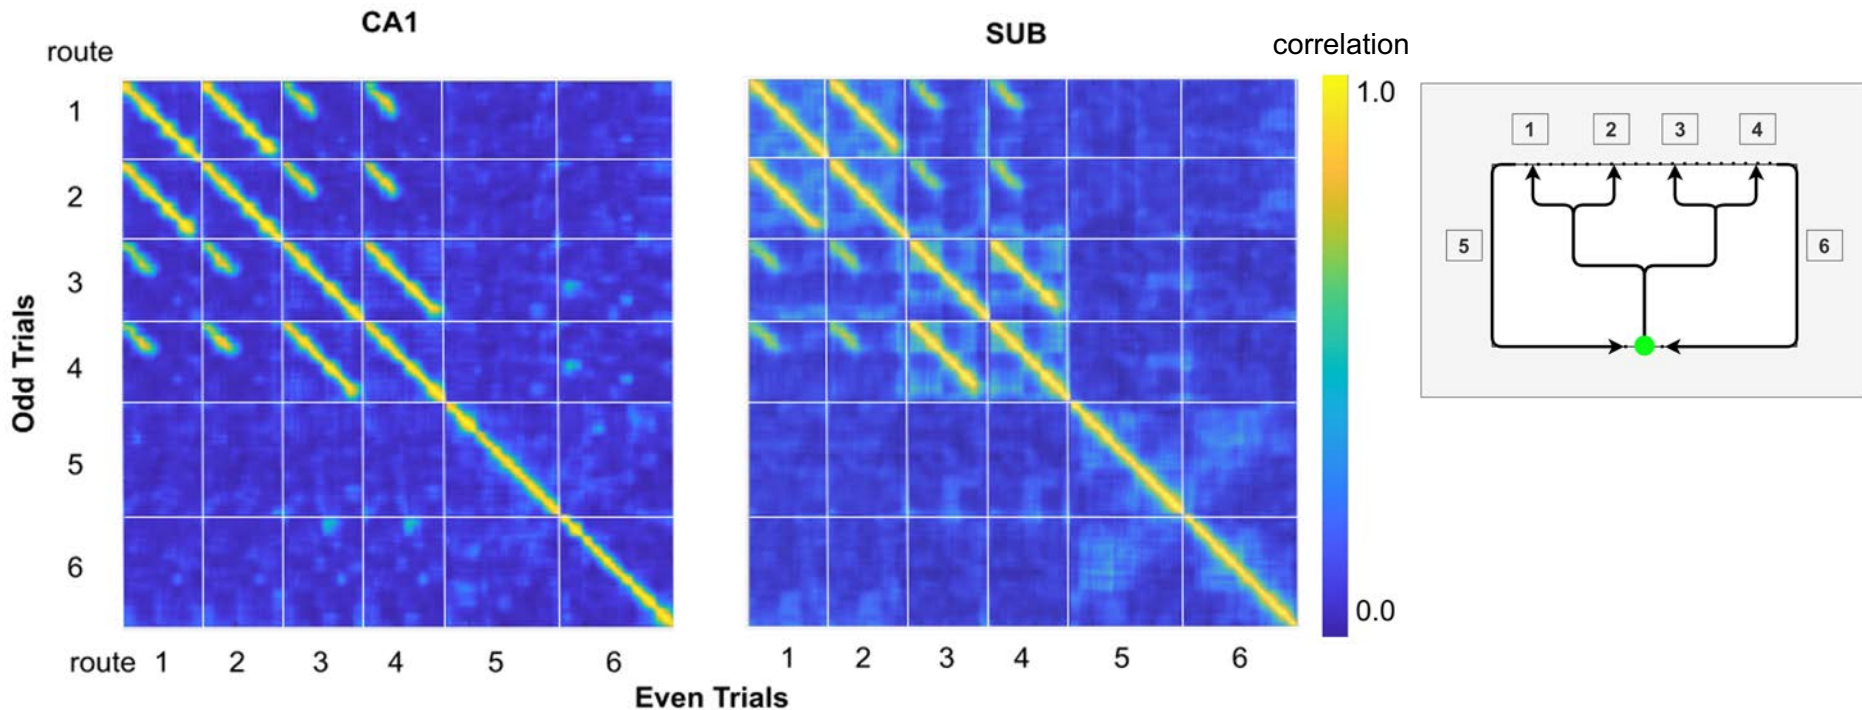 CA1
SUB
route
correlation
1
2
3
4
5
6
Odd Trials
1.0
0.0
1 2 3 4
5 6
route 1 2 3 4 5 6
1 2 3 4 5 6
Even Trials